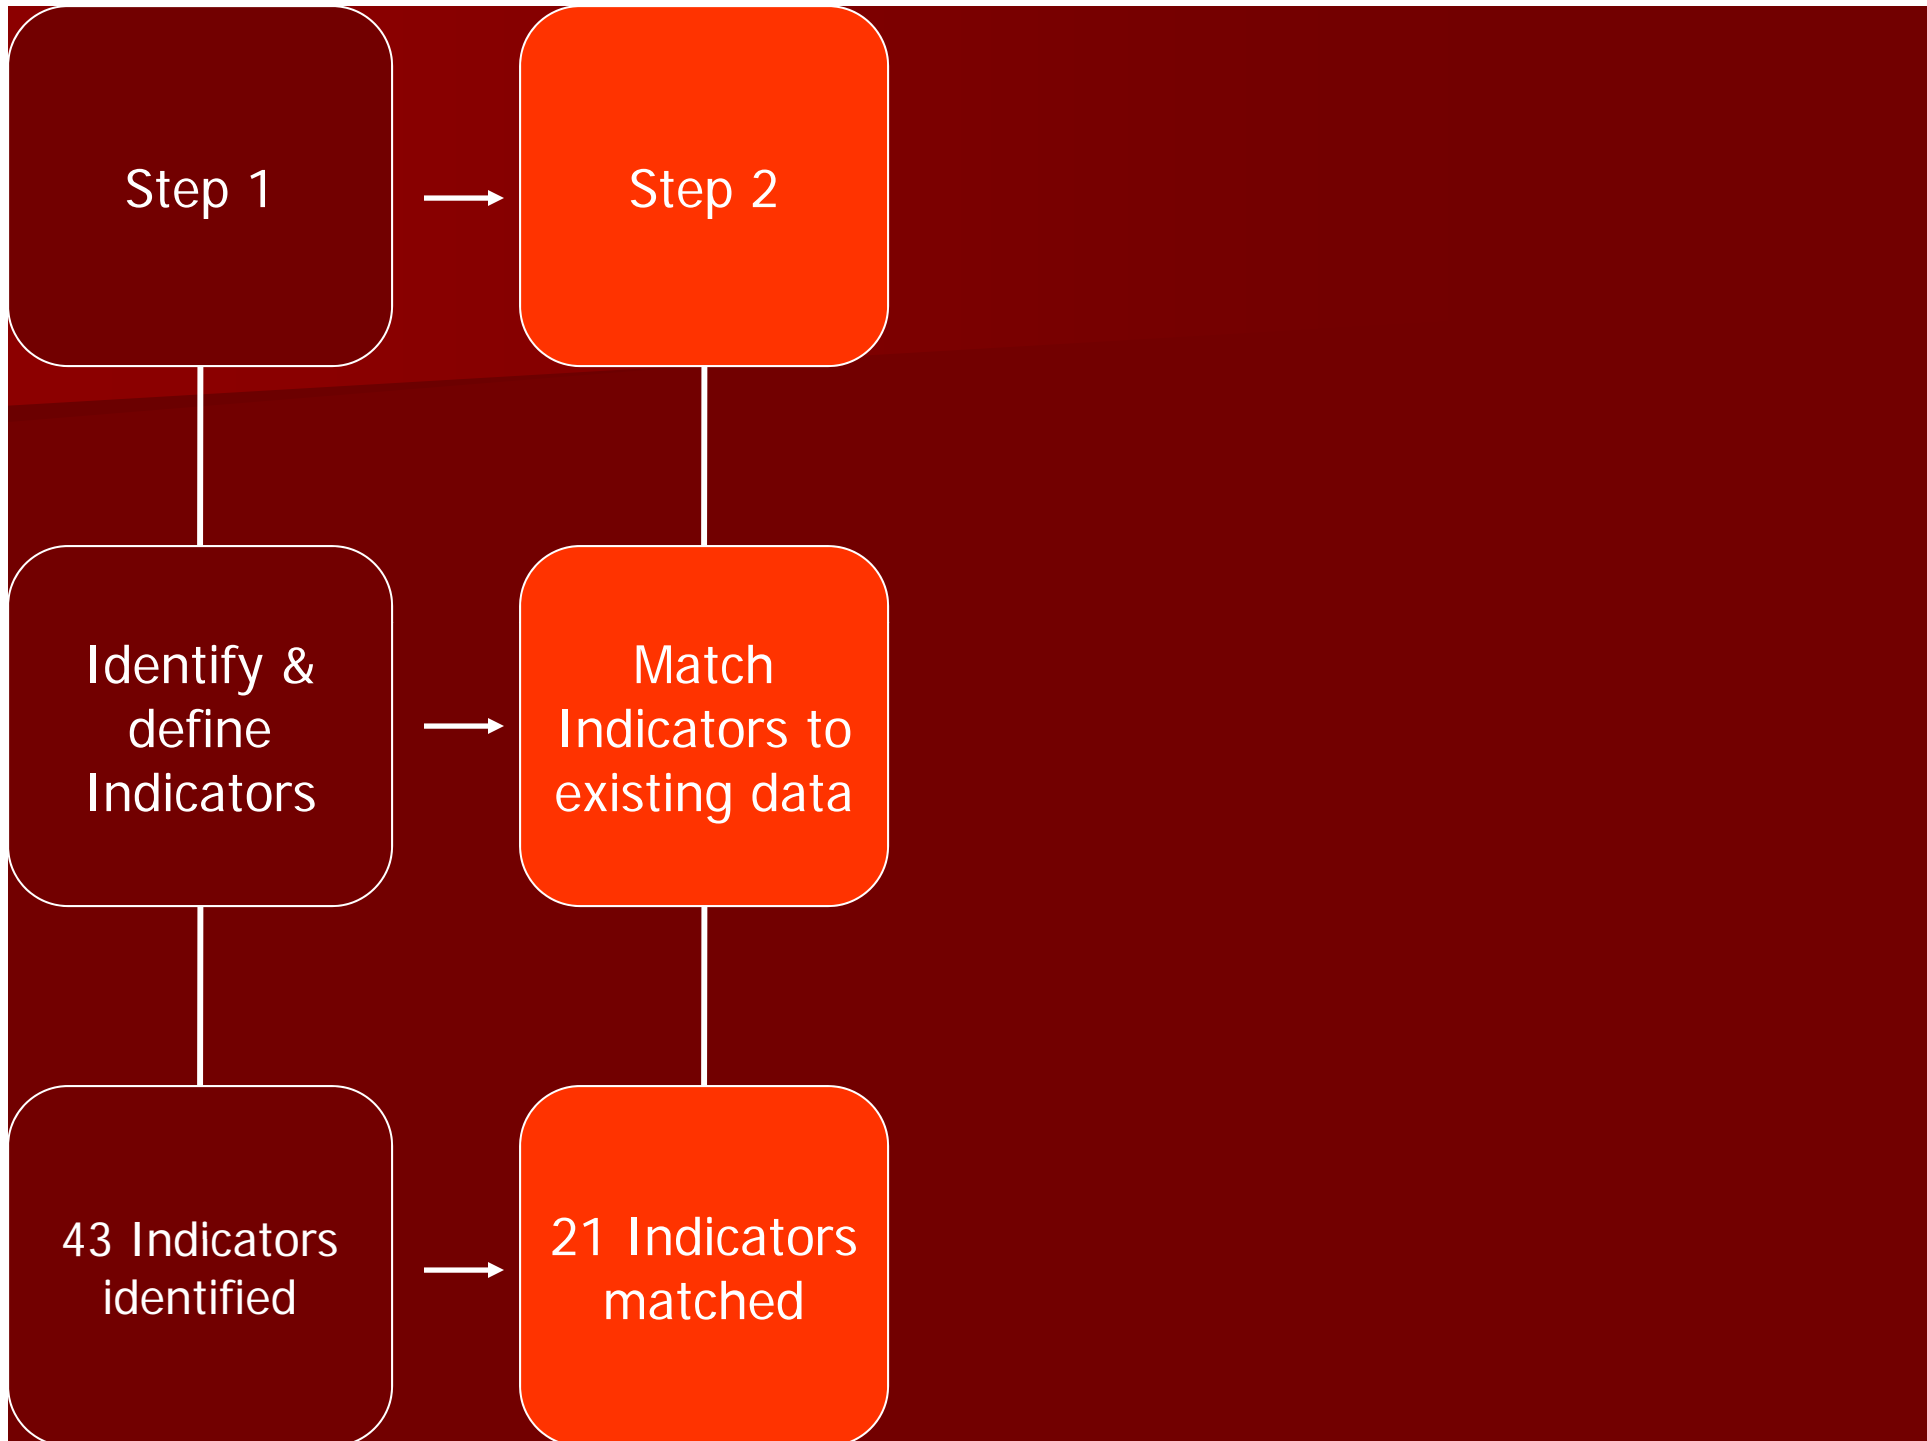 Step 1
Step 2
Identify &
define
Indicators
Match
Indicators to
existing data
43 Indicators
identified
21 Indicators
matched